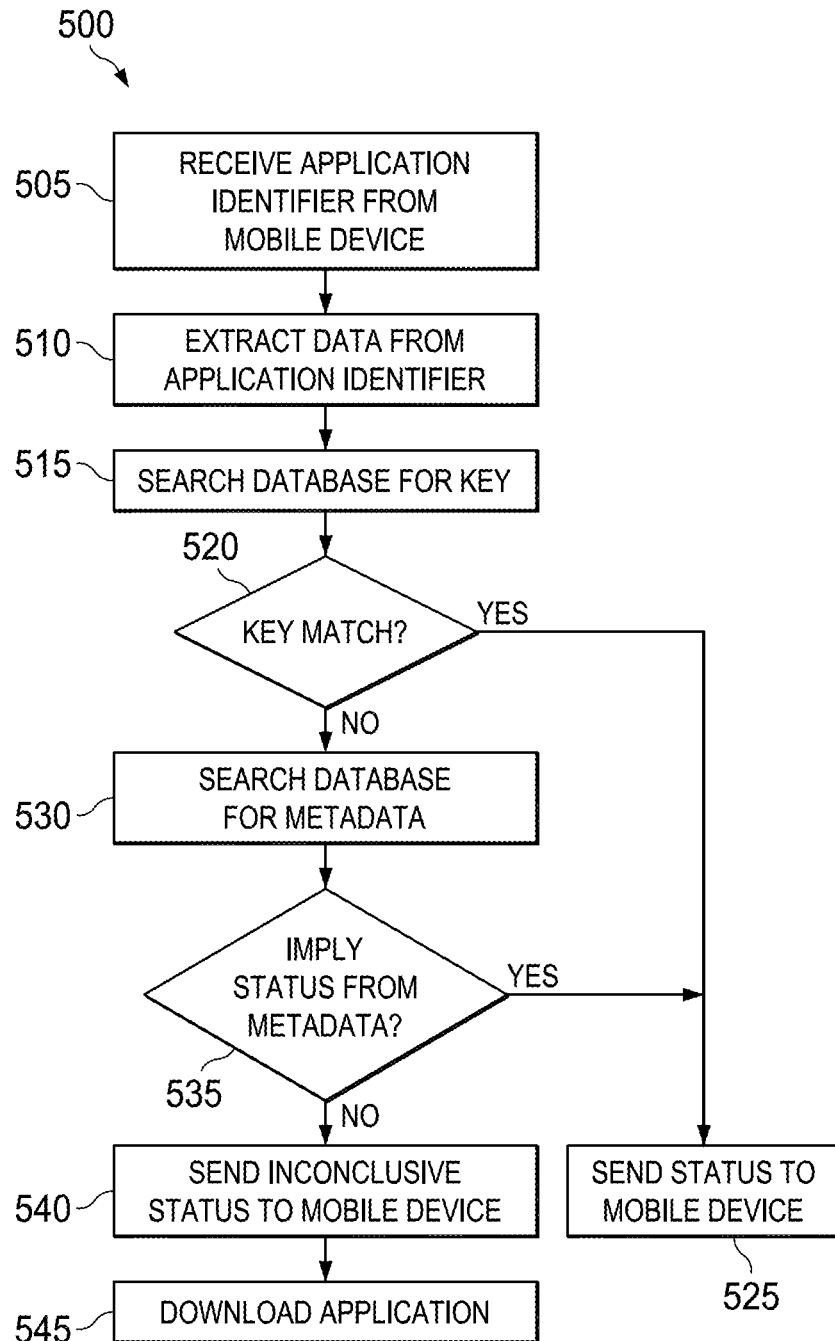 500
505
RECEIVE APPLICATION
IDENTIFIER FROM
MOBILE DEVICE
510
EXTRACT DATA FROM
APPLICATION IDENTIFIER
515
SEARCH DATABASE FOR KEY
520
KEY MATCH?
YES
NO
530
SEARCH DATABASE
FOR METADATA
IMPLY
STATUS FROM
METADATA?
YES
535
NO
540
SEND INCONCLUSIVE
STATUS TO MOBILE DEVICE
SEND STATUS TO
MOBILE DEVICE
525
545
DOWNLOAD APPLICATION